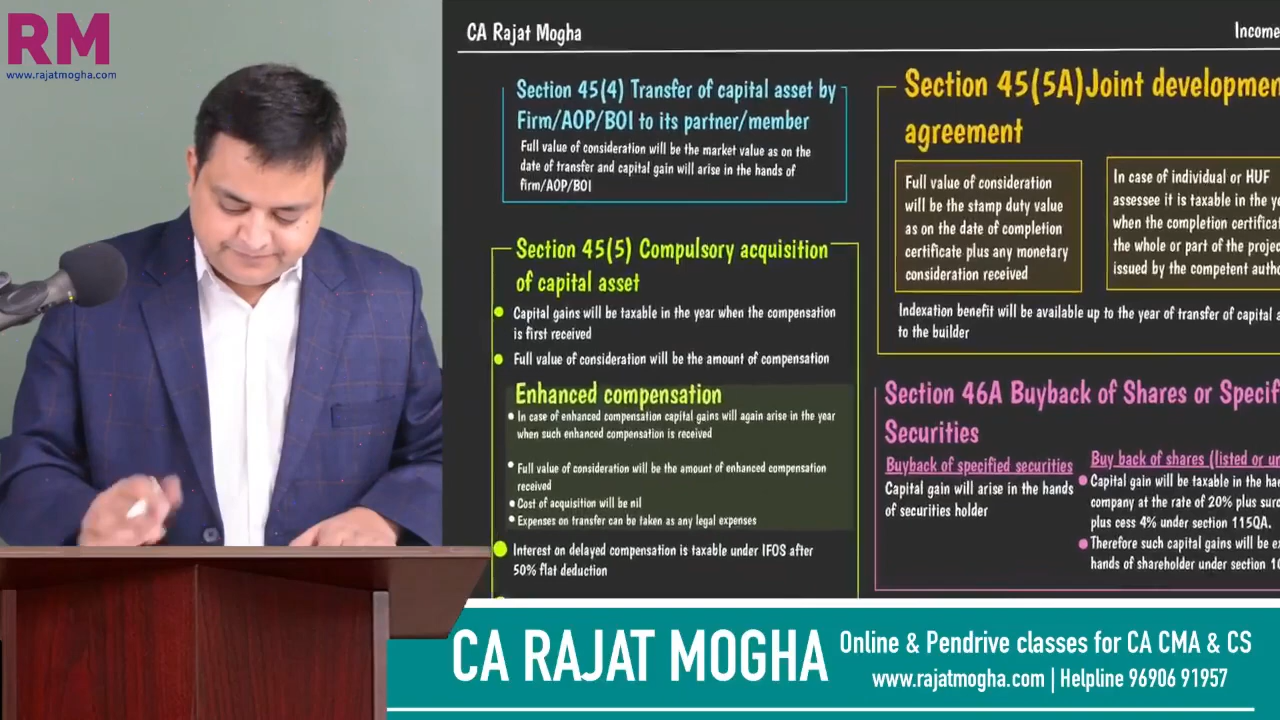 RM
www.rajatmogha.com
CA Rajat Mogha
Income
Section 45(4) Transfer of capital asset by
Firm/AOP/BOI to its partner/member
Full value of consideration will be the market value as on the
date of transfer and capital gain will arise in the hands of
firm/AOP/BOI
Section 45(5) Compulsory acquisition
of capital asset
Capital gains will be taxable in the year when the compensation
is first received
Full value of consideration will be the amount of compensation
Enhanced compensation
In case of enhanced compensation capital gains will again arise in the year
when such enhanced compensation is received
Full value of consideration will be the amount of enhanced compensation
received
Cost of acquisition will be nil
Expenses on transfer can be taken as any legal expenses
Interest on delayed compensation is taxable under IFOS after
50% flat deduction
Section 45(5A)Joint developmen
agreement
Full value of consideration
will be the stamp duty value
as on the date of completion
certificate plus any monetary
consideration received
In case of individual or HUF
assessee it is taxable in the ye
when the completion certificat
the whole or part of the projec
issued by the competent autho
Indexation benefit will be available up to the year of transfer of capital a
to the builder
Section 46A Buyback of Shares or Specif
Securities
Buyback of specified securities
Capital gain will arise in the hands
of securities holder
Buy back of shares (listed or un
Capital gain will be taxable in the ha
company at the rate of 20% plus surc
plus cess 4% under section 115QA.
Therefore such capital gains will be ex
hands of shareholder under section 10
CA RAJAT MOGHA
Online & Pendrive classes for CA CMA & CS
www.rajatmogha.com | Helpline 96906 91957